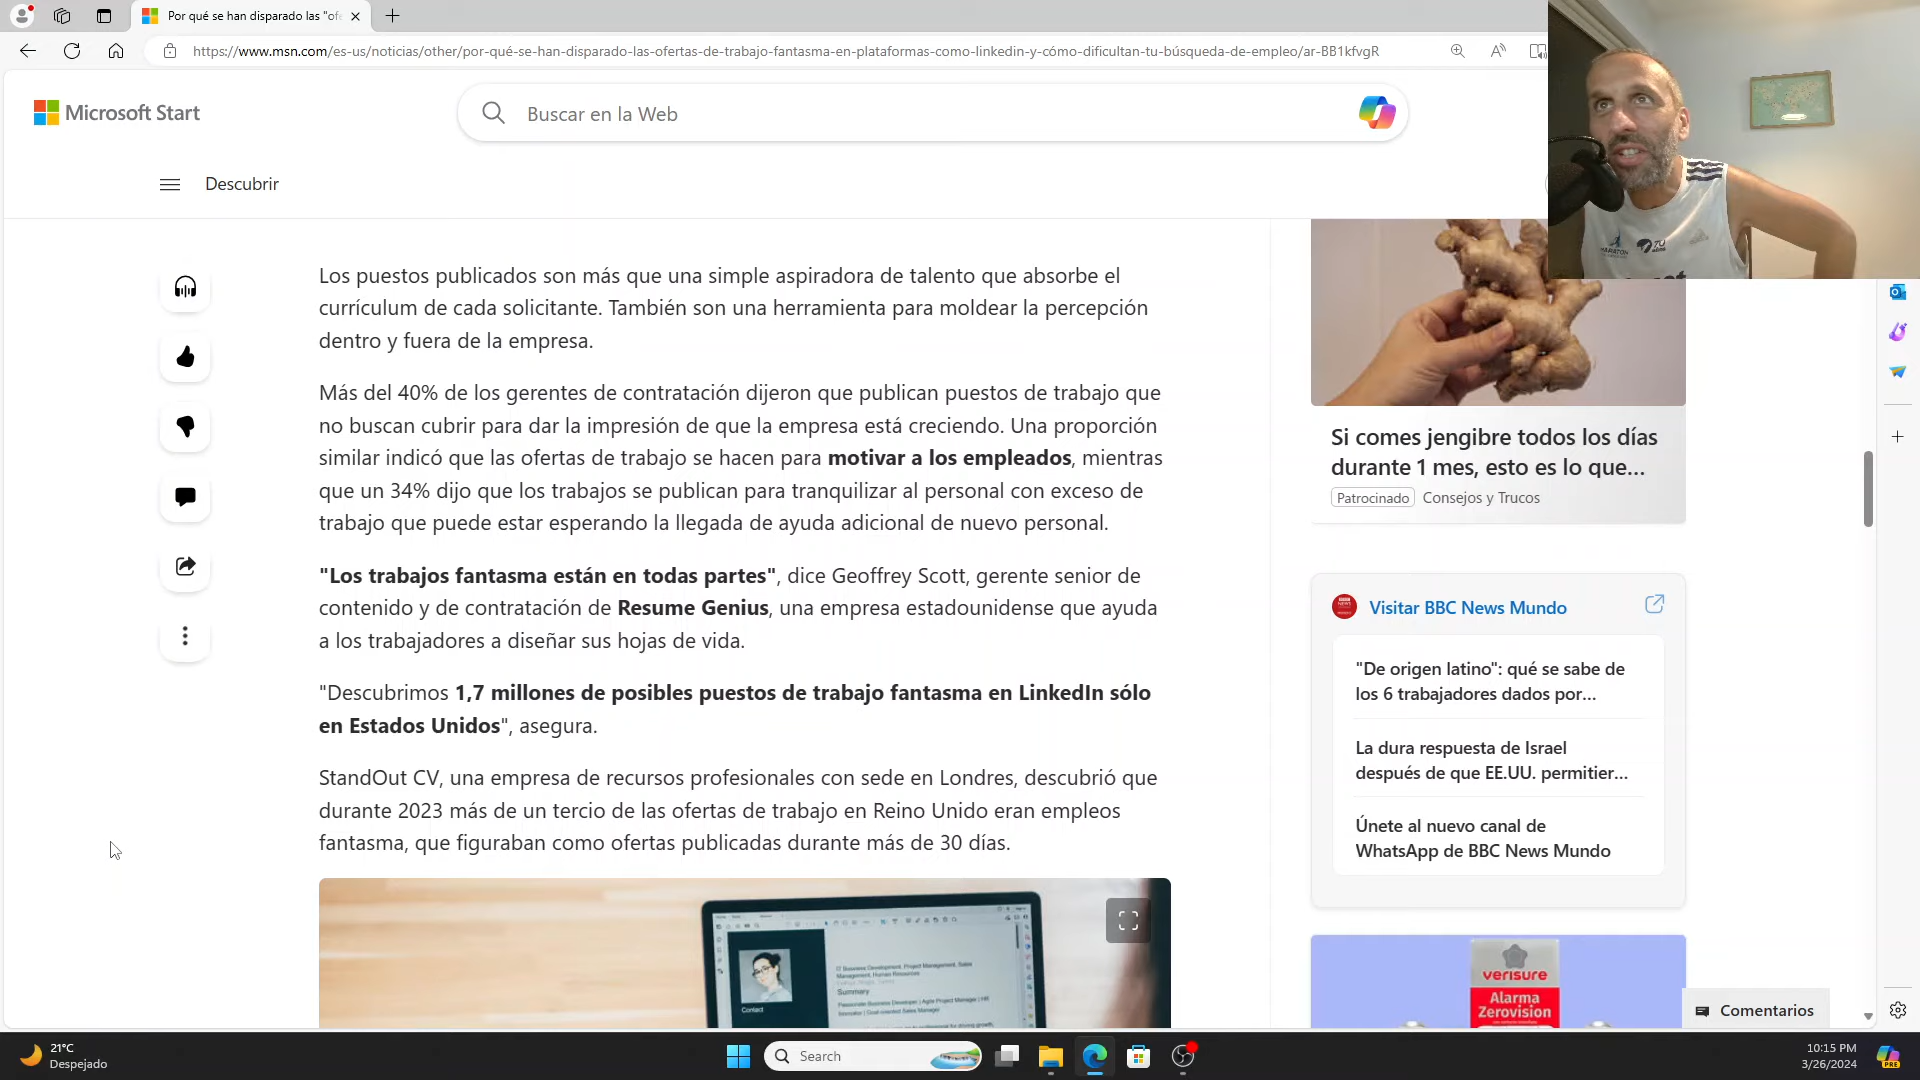 Por qué se han disparado las "ofe
https://www.msn.com/es-us/noticias/other/por-qué-se-han-disparado-las-ofertas-de-trabajo-fantasma-en-plataformas-como-linkedin-y-cómo-dificultan-tu-búsqueda-de-empleo/ar-BB1kfvgR
Microsoft Start
Buscar en la Web
Descubrir
Los puestos publicados son más que una simple aspiradora de talento que absorbe el
currículum de cada solicitante. También son una herramienta para moldear la percepción
dentro y fuera de la empresa.
Más del 40% de los gerentes de contratación dijeron que publican puestos de trabajo que
no buscan cubrir para dar la impresión de que la empresa está creciendo. Una proporción
similar indicó que las ofertas de trabajo se hacen para motivar a los empleados, mientras
que un 34% dijo que los trabajos se publican para tranquilizar al personal con exceso de
trabajo que puede estar esperando la llegada de ayuda adicional de nuevo personal.
"Los trabajos fantasma están en todas partes", dice Geoffrey Scott, gerente senior de
contenido y de contratación de Resume Genius, una empresa estadounidense que ayuda
a los trabajadores a diseñar sus hojas de vida.
"Descubrimos 1,7 millones de posibles puestos de trabajo fantasma en LinkedIn sólo
en Estados Unidos", asegura.
StandOut CV, una empresa de recursos profesionales con sede en Londres, descubrió que
durante 2023 más de un tercio de las ofertas de trabajo en Reino Unido eran empleos
fantasma, que figuraban como ofertas publicadas durante más de 30 días.
IT Business Development, Project Management, Sales
Management, Human Resources
Summary
Contact
Si comes jengibre todos los días
durante 1 mes, esto es lo que...
Patrocinado Consejos y Trucos
Visitar BBC News Mundo
"De origen latino": qué se sabe de
los 6 trabajadores dados por...
La dura respuesta de Israel
después de que EE.UU. permitier...
Únete al nuevo canal de
WhatsApp de BBC News Mundo
verisure
Alarma
Zerovision
Comentarios
21°C
Despejado
Search
10:15 PM
3/26/2024
PRE